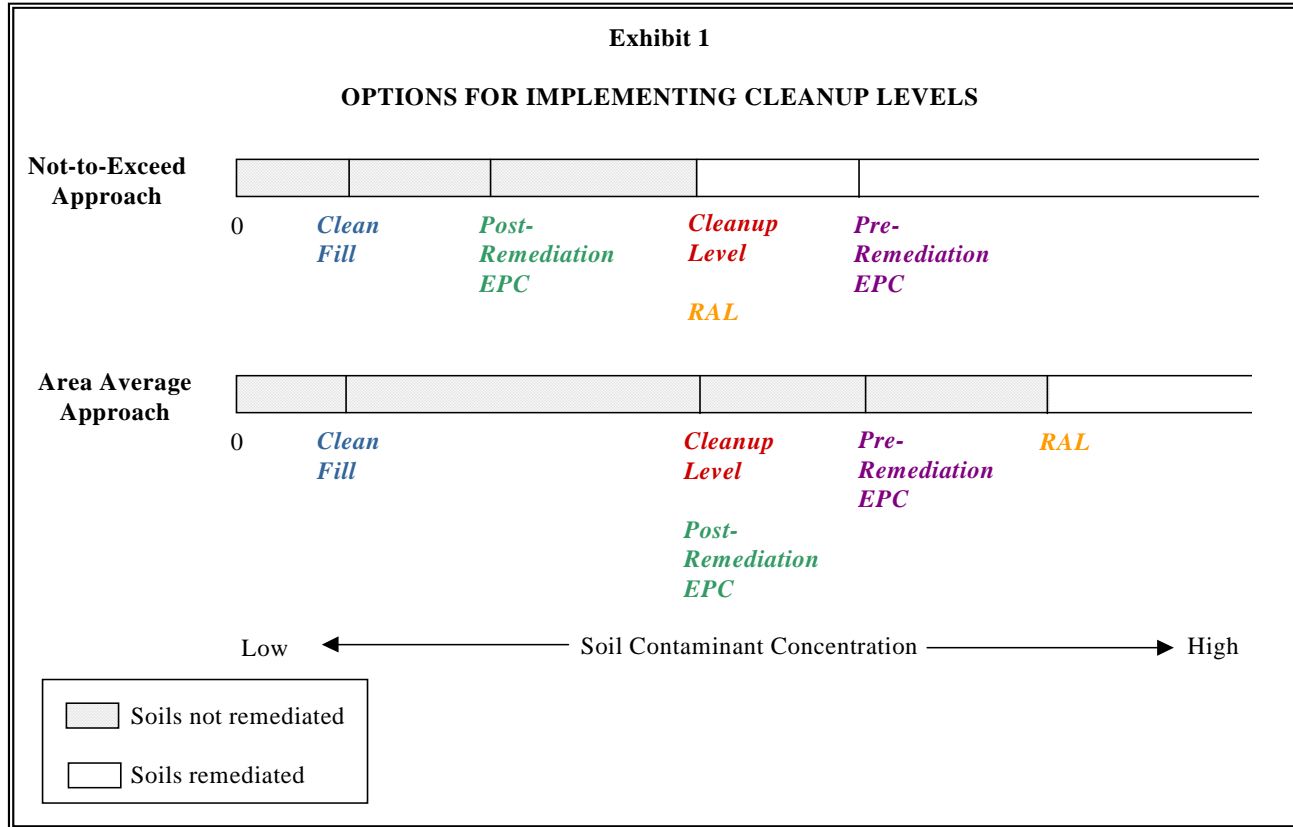 Exhibit 1
OPTIONS FOR IMPLEMENTING CLEANUP LEVELS
Not-to-Exceed
Approach
0
Clean
Fill
Post-
Remediation
EPC
Cleanup
Level
RAL
Pre-
Remediation
EPC
Area Average
Approach
0
Clean
Fill
Cleanup
Level
Post-
Remediation
EPC
Pre-
Remediation
EPC
RAL
Low
Soil Contaminant Concentration
High
Soils not remediated
Soils remediated